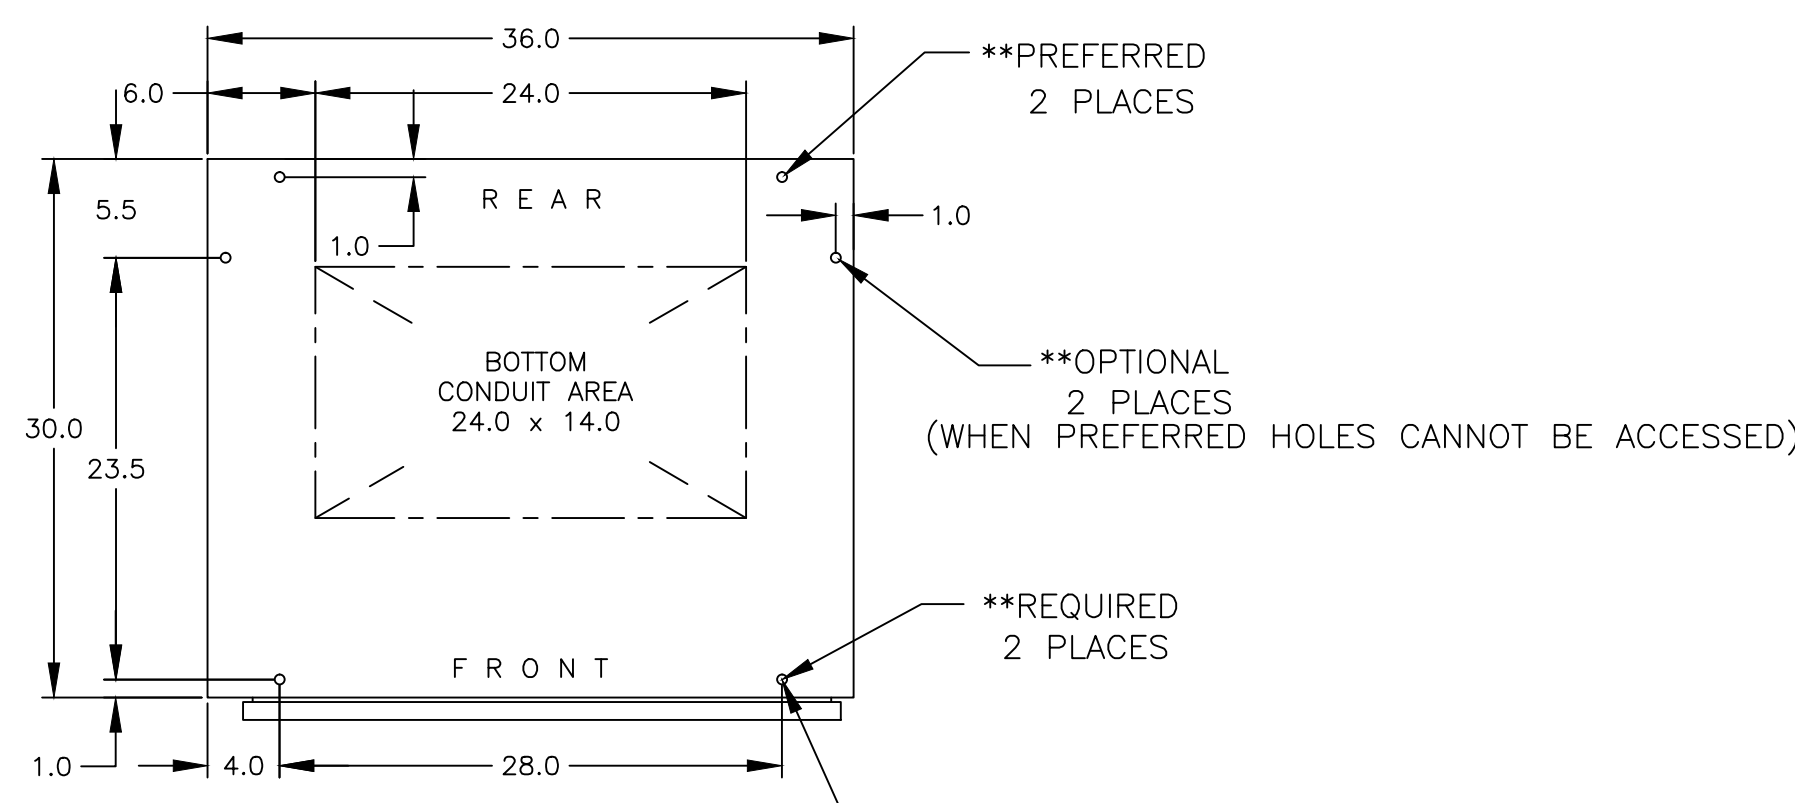 36.0
**PREFERRED
2 PLACES
6.0
24.0
5.5
R E A R
1.0
1.0
BOTTOM
CONDUIT AREA
24.0 x 14.0
**OPTIONAL
2 PLACES
(WHEN PREFERRED HOLES CANNOT BE ACCESSED)
30.0
23.5
**REQUIRED
2 PLACES
F R O N T
1.0
4.0
28.0